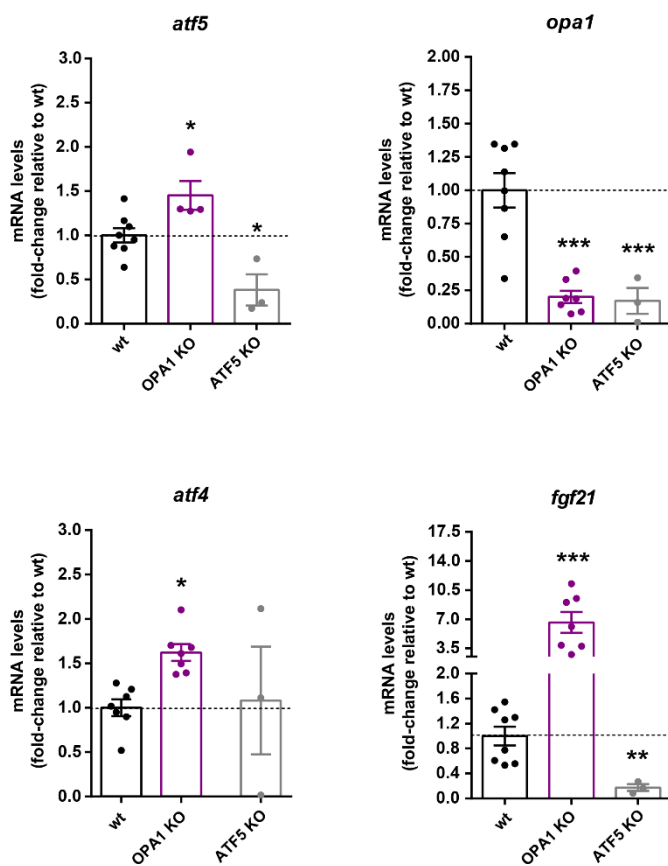 atf5
mRNA levels
(fold-change relative to wt)
3.0
2.5
2.0
1.5
1.0
0.5
0.0
*
*
wt
OPA1 KO
ATF5 KO
opa1
mRNA levels
(fold-change relative to wt)
2.00
1.75
1.50
1.25
1.00
0.75
0.50
0.25
0.00
***
***
wt
OPA1 KO
ATF5 KO
atf4
mRNA levels
(fold-change relative to wt)
3.0
2.5
2.0
1.5
1.0
0.5
0.0
*
wt
OPA1 KO
ATF5 KO
fgf21
mRNA levels
(fold-change relative to wt)
17.5
14.0
10.5
7.0
3.5
2.0
1.6
1.2
0.8
0.4
0.0
***
**
wt
OPA1 KO
ATF5 KO